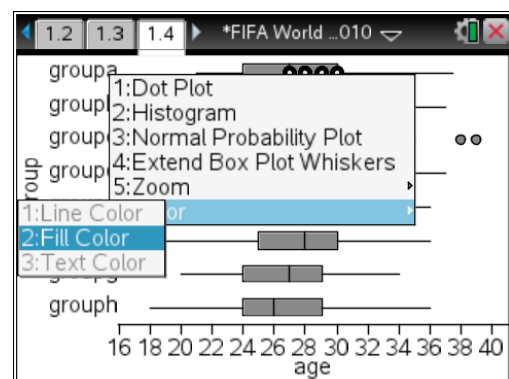 1.2 1.3 1.4 *FIFA World ...010
groupa
1:Dot Plot
2:Histogram
3:Normal Probability Plot
4:Extend Box Plot Whiskers
5:Zoom
1:Line Color
2:Fill Color
3:Text Color
grouph
16 18 20 22 24 26 28 30 32 34 36 38 40
age